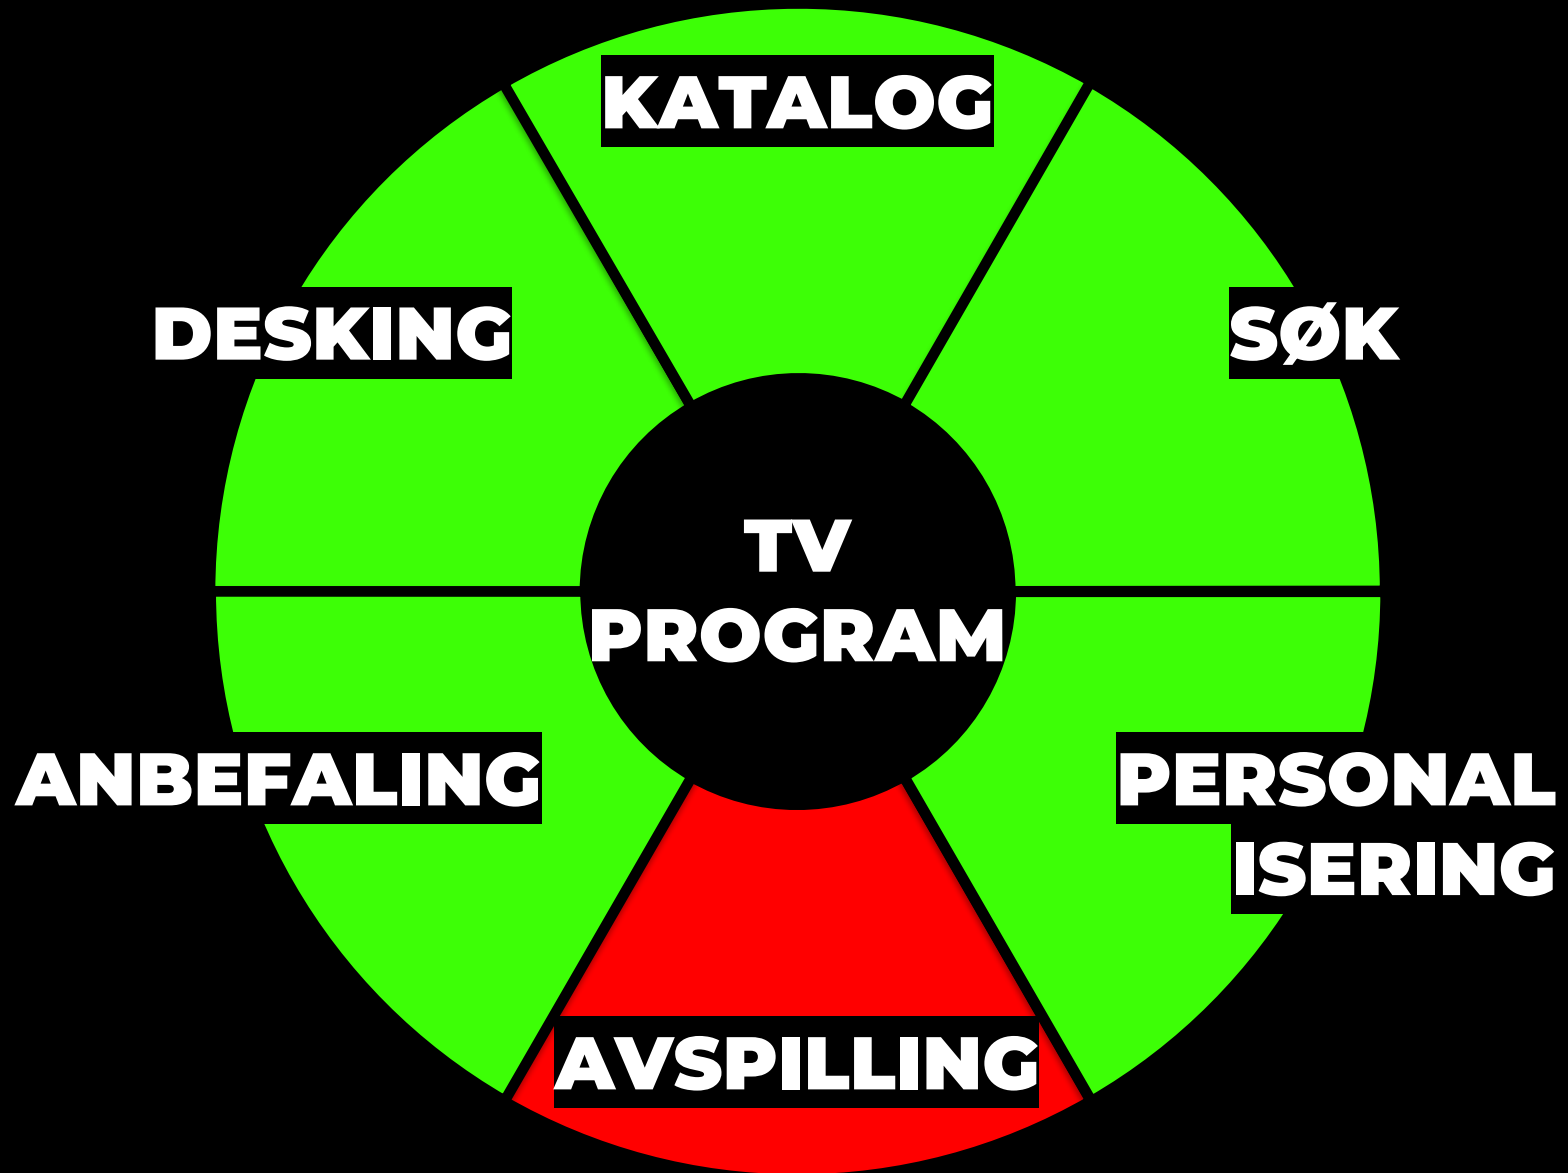 KATALOG
DESKING
SØK
TV
PROGRAM
ANBEFALING
PERSONAL
ISERING
AVSPILLING